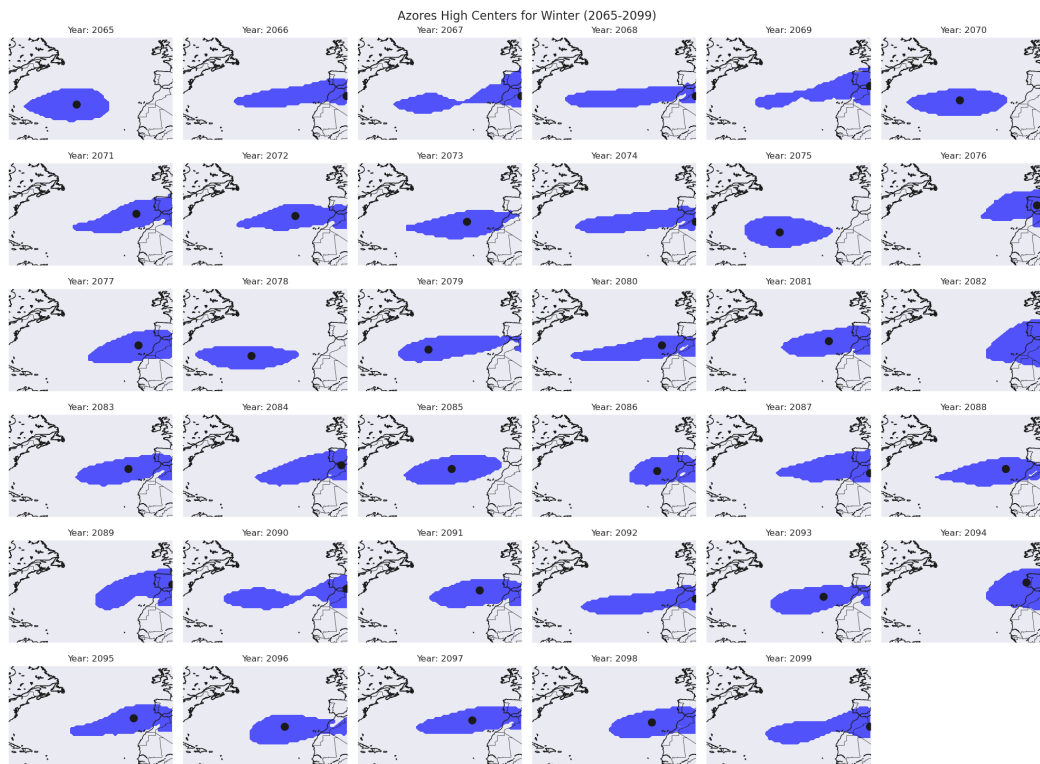 Azores High Centers for Winter (2065-2099)
Year: 2065 Year: 2066 Year: 2067 Year: 2068 Year: 2069 Year: 2070
Year: 2071 Year: 2072 Year: 2073 Year: 2074 Year: 2075 Year: 2076
Year: 2077 Year: 2078 Year: 2079 Year: 2080 Year: 2081 Year: 2082
Year: 2083 Year: 2084 Year: 2085 Year: 2086 Year: 2087 Year: 2088
Year: 2089 Year: 2090 Year: 2091 Year: 2092 Year: 2093 Year: 2094
Year: 2095 Year: 2096 Year: 2097 Year: 2098 Year: 2099